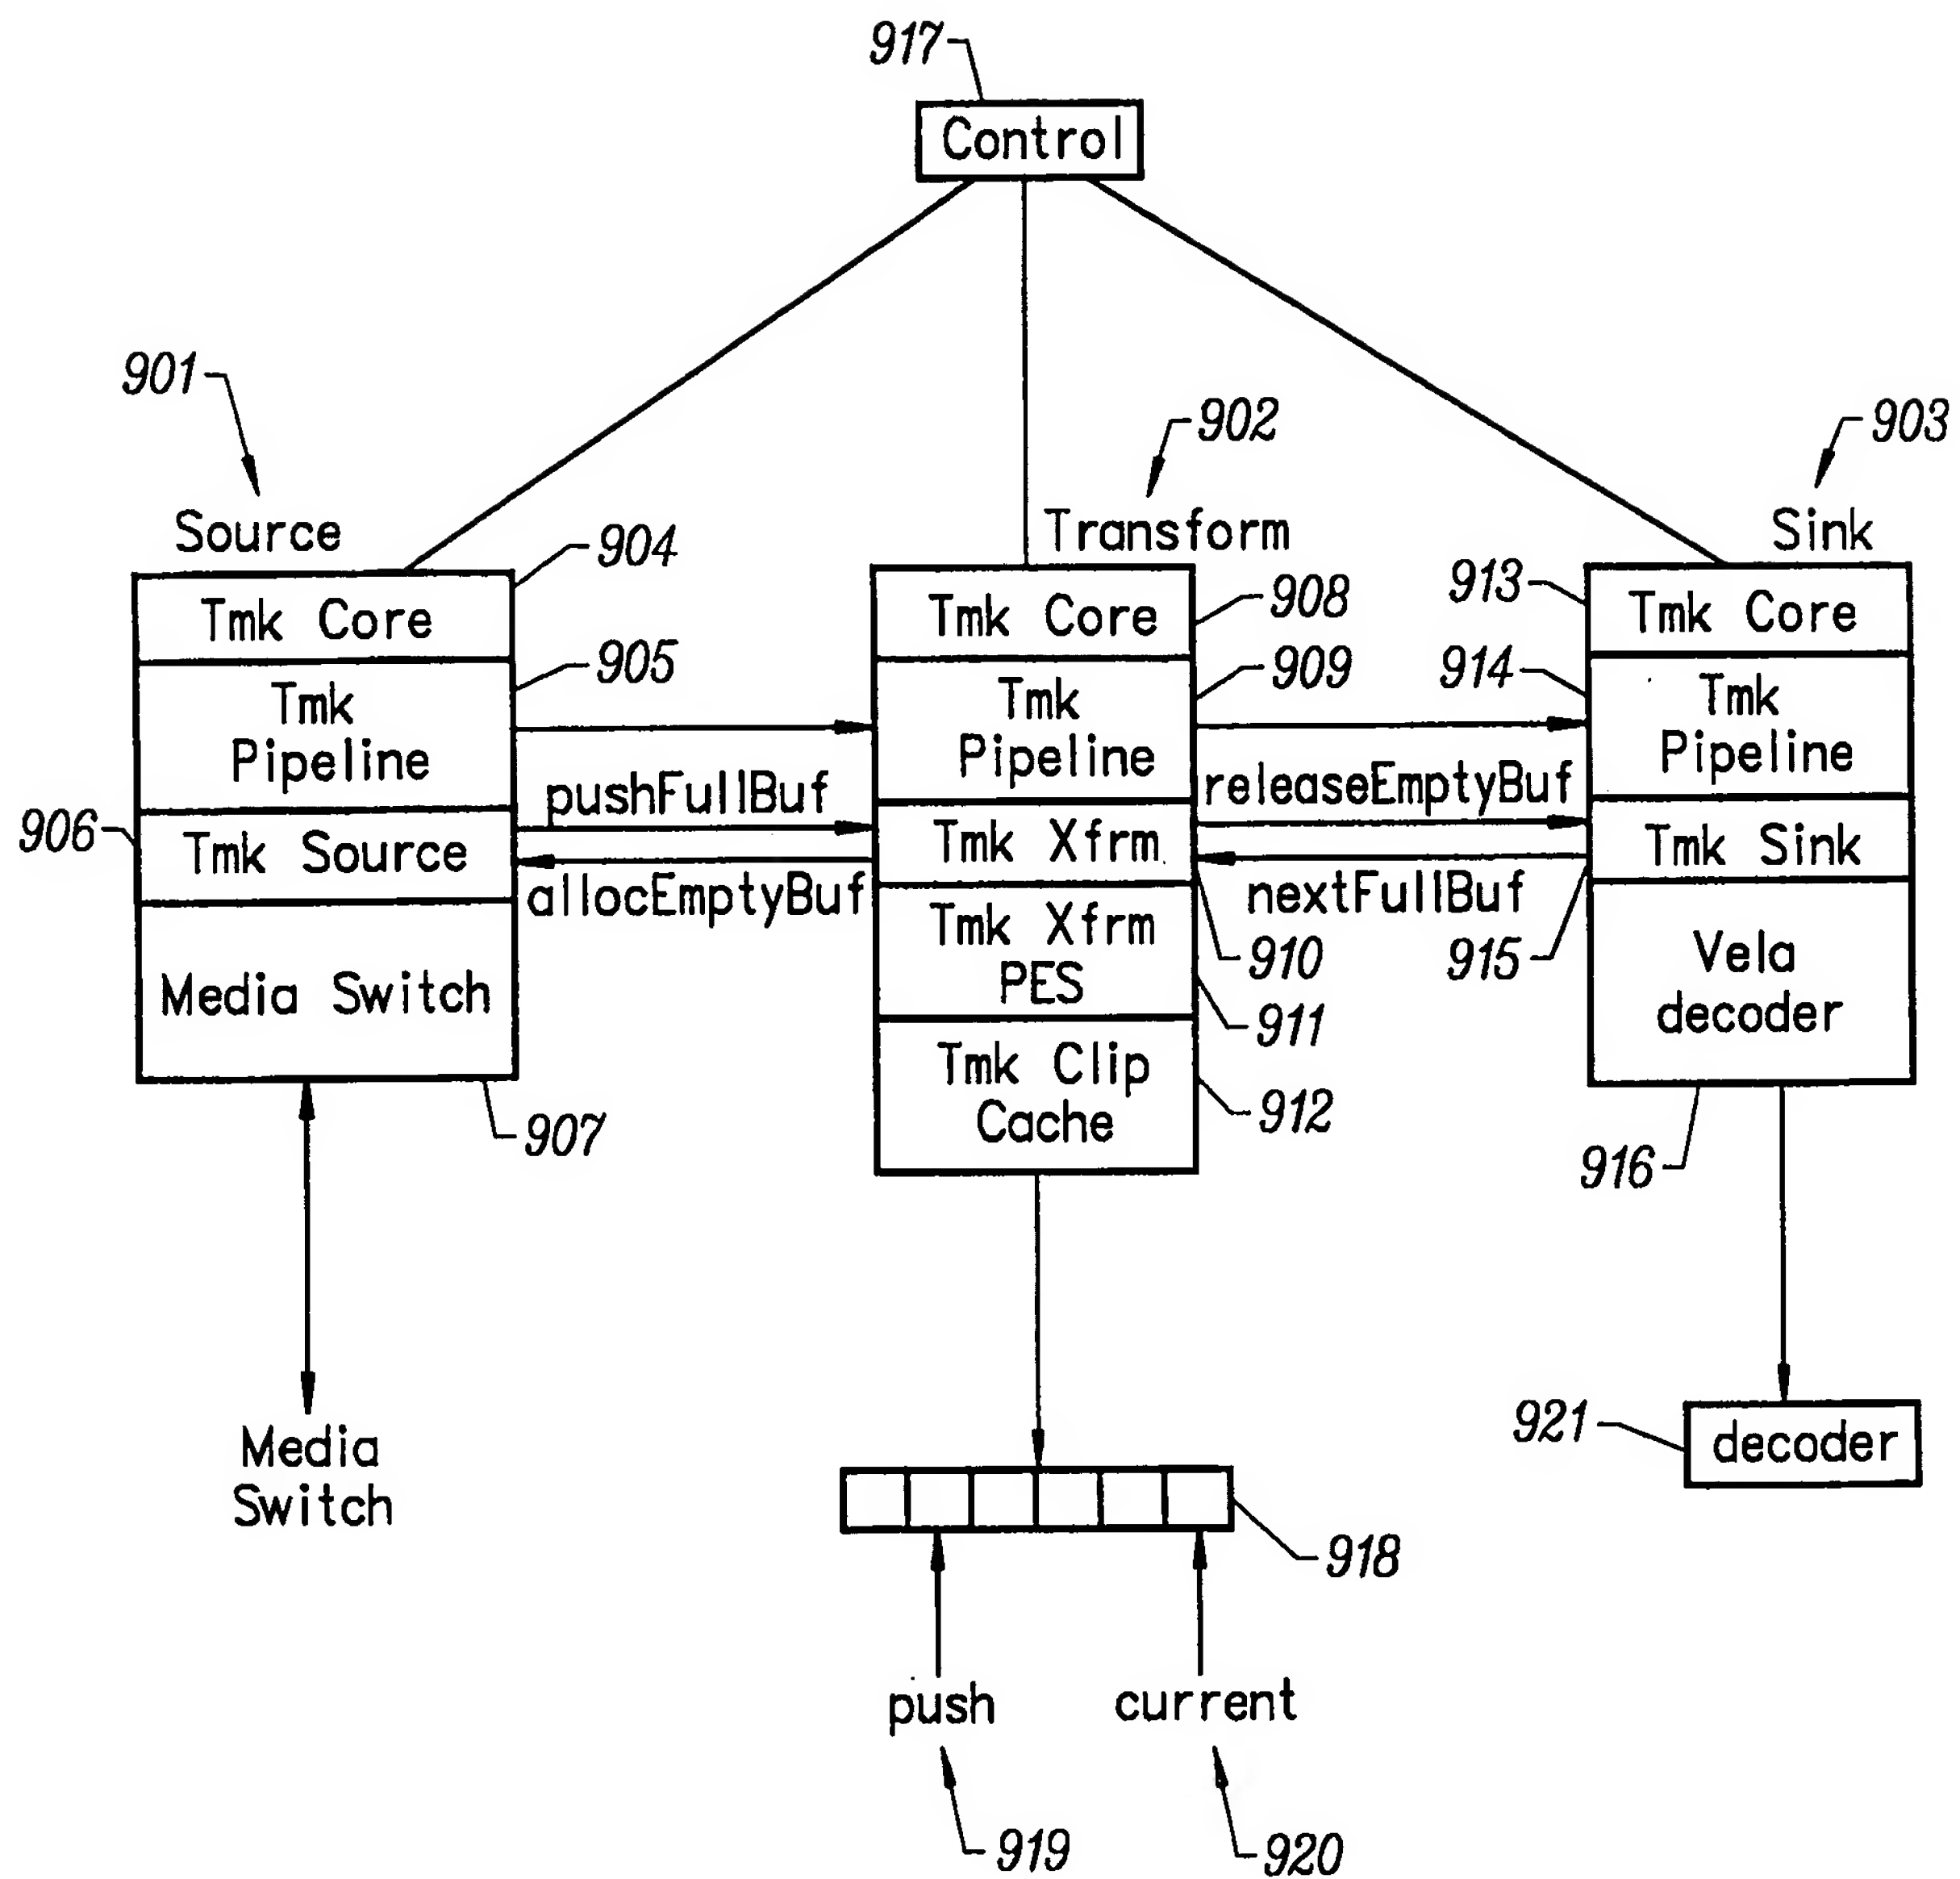 917
Control
901
902
903
Source
Transform
Sink
904
Tmk Core
905
Tmk
Pipeline
906
Tmk Source
Media Switch
907
Media
Switch
pushFullBuf
allocEmptyBuf
908
Tmk Core
909
Tmk
Pipeline
Tmk Xfrm
910
Tmk Xfrm
PES
911
Tmk Clip
Cache
912
releaseEmptyBuf
nextFullBuf
913
Tmk Core
914
Tmk
Pipeline
Tmk Sink
915
Vela
decoder
916
921
decoder
918
push
current
919
920